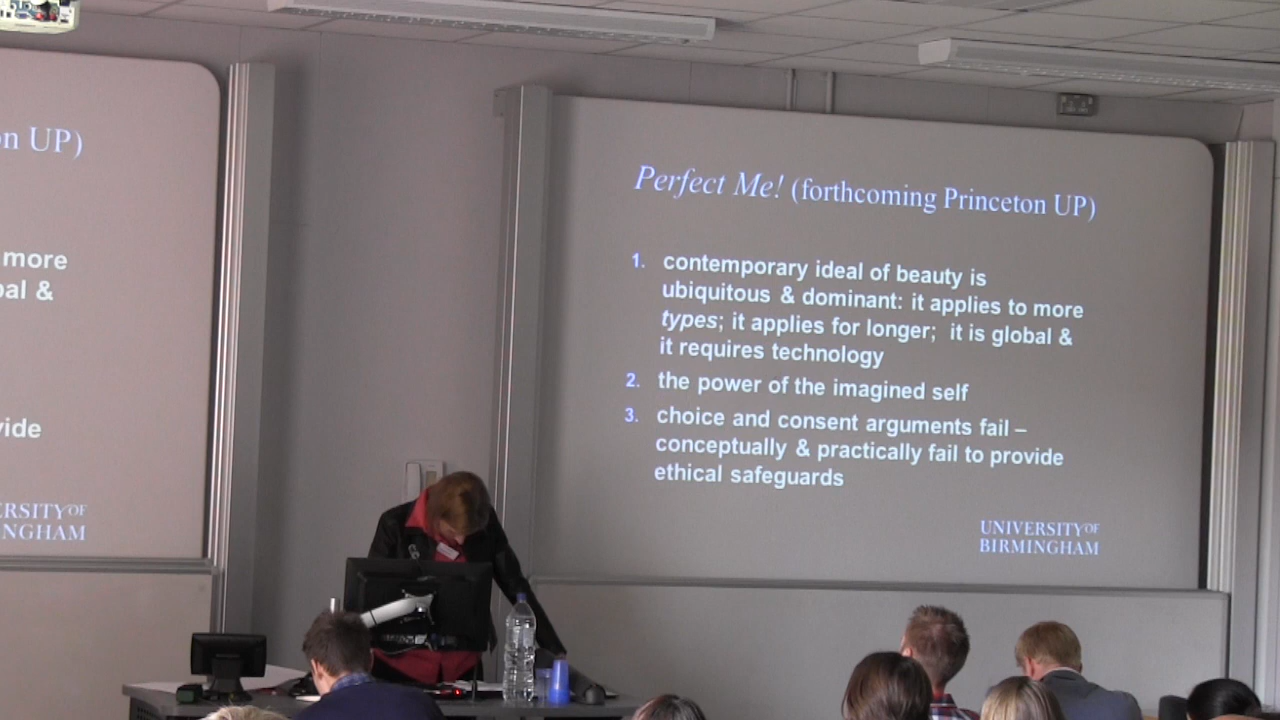 on UP)
more
bal &
vide
ERSITY OF
MINGHAM
Perfect Me! (forthcoming Princeton UP)
1. contemporary ideal of beauty is
ubiquitous & dominant: it applies to more
types; it applies for longer; it is global &
it requires technology
2. the power of the imagined self
3. choice and consent arguments fail –
conceptually & practically fail to provide
ethical safeguards
UNIVERSITY OF
BIRMINGHAM